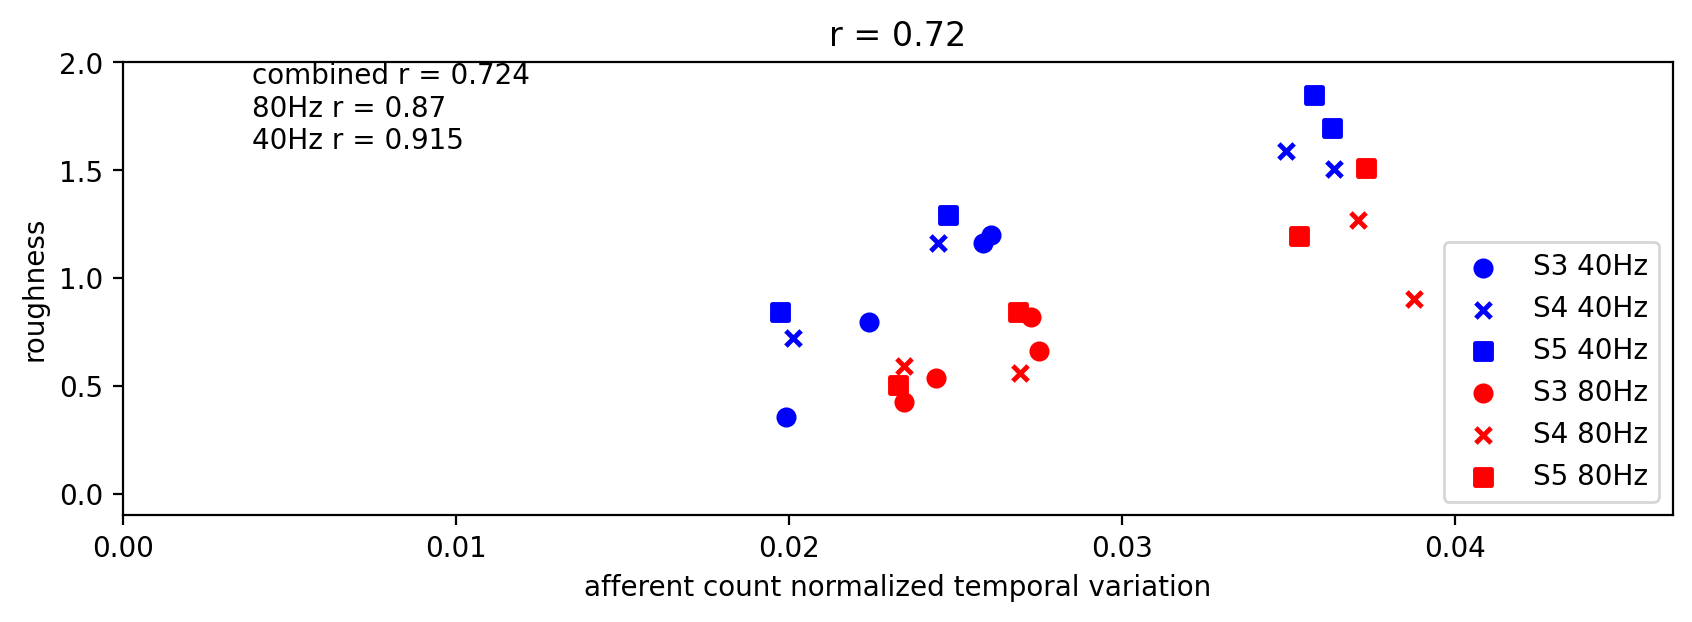 r = 0.72
combined r = 0.724
80Hz r = 0.87
40Hz r = 0.915
2.0
1.5
1.0
0.5
0.0
roughness
S3 40Hz
S4 40Hz
S5 40Hz
S3 80Hz
S4 80Hz
S5 80Hz
0.00 0.01 0.02 0.03 0.04
afferent count normalized temporal variation